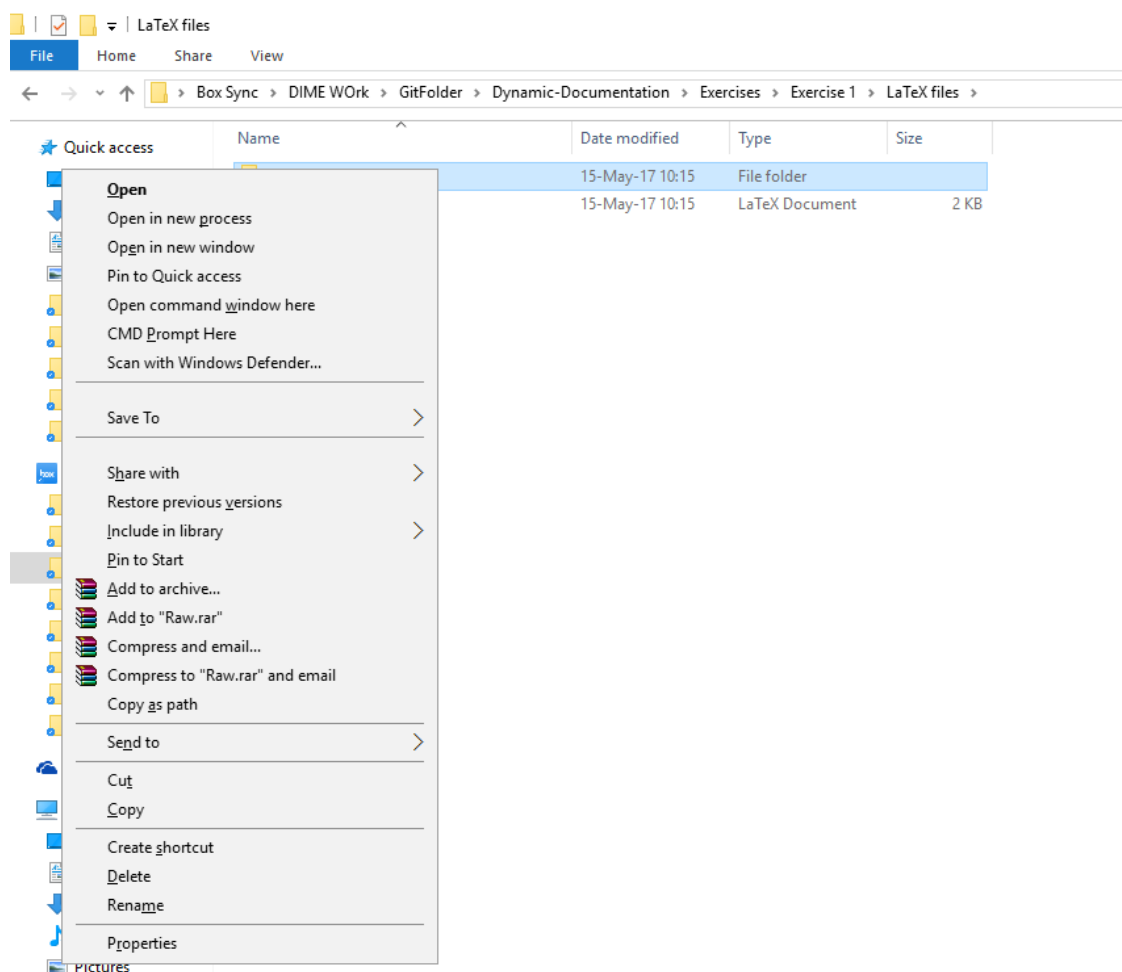 LaTeX files
File Home Share View
Box Sync > DIME WOrk > GitFolder > Dynamic-Documentation > Exercises > Exercise 1 > LaTeX files >
Quick access
Name Date modified Type Size
15-May-17 10:15 File folder
15-May-17 10:15 LaTeX Document 2 KB
Open
Open in new process
Open in new window
Pin to Quick access
Open command window here
CMD Prompt Here
Scan with Windows Defender...
Save To
Share with
Restore previous versions
Include in library
Pin to Start
Add to archive...
Add to "Raw.rar"
Compress and email...
Compress to "Raw.rar" and email
Copy as path
Send to
Cut
Copy
Create shortcut
Delete
Rename
Properties
Pictures
box